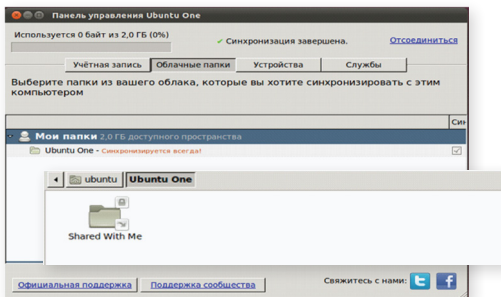 Панель управления Ubuntu One
Используется 0 байт из 2,0 ГБ (0%)
Синхронизация завершена.
Отсоединиться
Учётная запись
Облачные папки
Устройства
Службы
Выберите папки из вашего облака, которые вы хотите синхронизировать с этим
компьютером
Син
Мои папки 2,0 ГБ доступного пространства
Ubuntu One - Синхронизируется всегда!
ubuntu
Ubuntu One
Shared With Me
Официальная поддержка
Поддержка сообщества
Свяжитесь с нами: